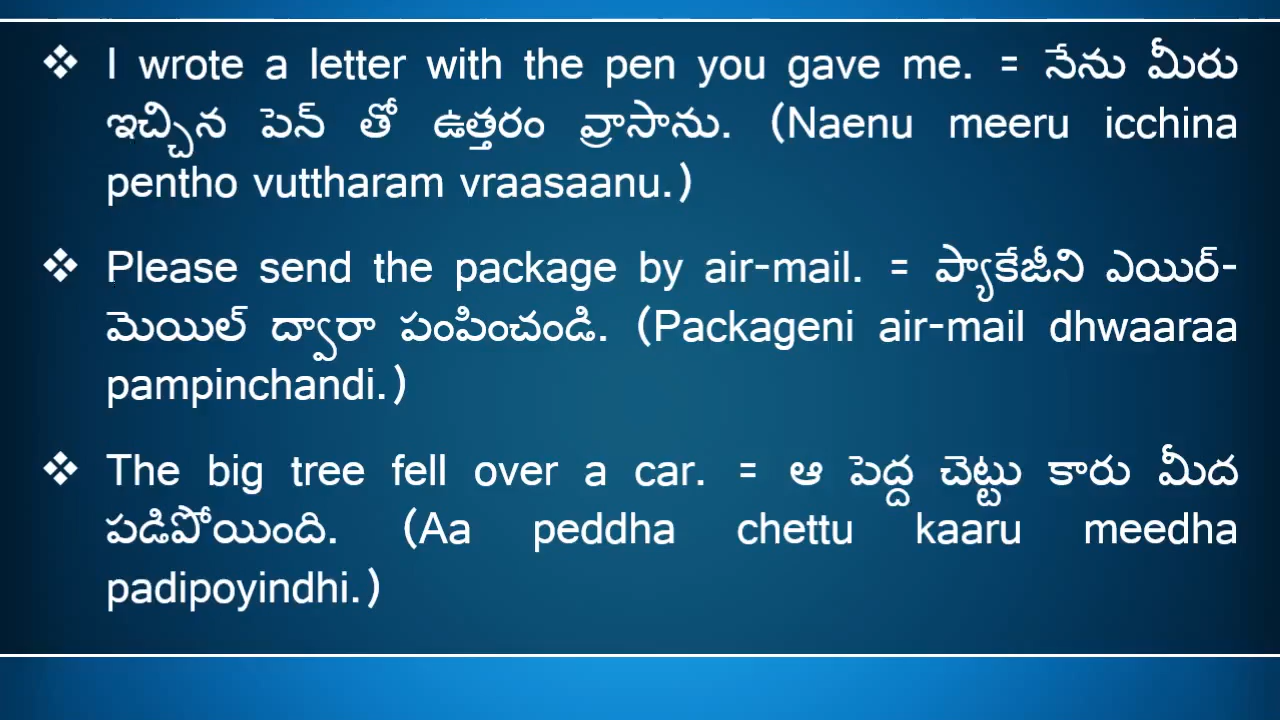 ❖ I wrote a letter with the pen you gave me. = నేను మీరు
ఇచ్చిన పెన్ తో ఉత్తరం వ్రాసాను. (Naenu meeru icchina
pentho vuttharam vraasaanu.)
❖ Please send the package by air-mail. = ప్యాకేజీని ఎయిర్-
మెయిల్ ద్వారా పంపించండి. (Packageni air-mail dhwaaraa
pampinchandi.)
❖ The big tree fell over a car. = ఆ పెద్ద చెట్టు కారు మీద
పడిపోయింది. (Aa peddha chettu kaaru meedha
padipoyindhi.)